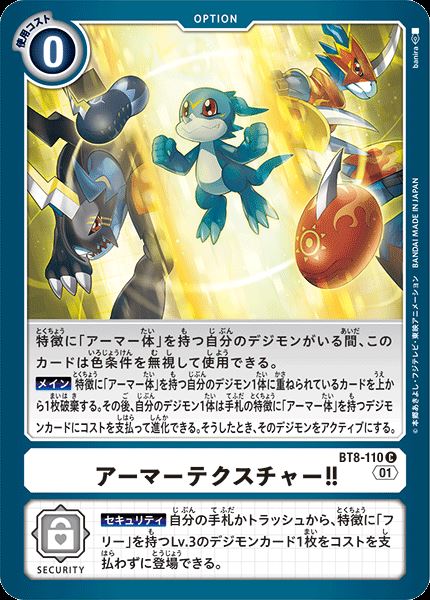 使用コスト
0
OPTION
banira
特徴に「アーマー体」を持つ自分のデジモンがいる間、この
カードは色条件を無視して使用できる。
メイン 特徴に「アーマー体」を持つ自分のデジモン1体に重ねられているカードを上か
ら1枚破棄する。その後、自分のデジモン1体は手札の特徴に「アーマー体」を持つデジモ
ンカードにコストを支払って進化できる。そうしたとき、そのデジモンをアクティブにする。
©本郷あきよし・フジテレビ・東映アニメーション BANDAI MADE IN JAPAN
BT8-110 C
アーマーテクスチャー!!
01
セキュリティ 自分の手札かトラッシュから、特徴に「フ
リー」を持つLv.3のデジモンカード1枚をコストを支
払わずに登場できる。
SECURITY